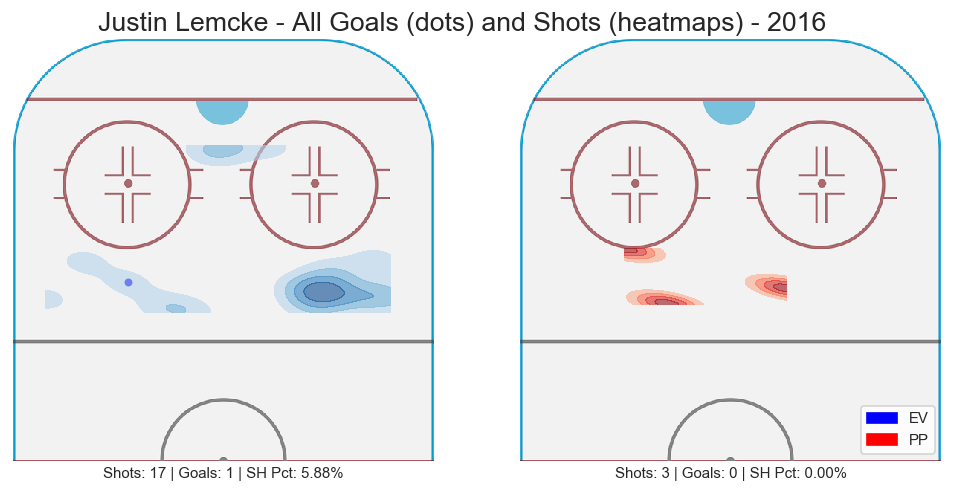 Justin Lemcke - All Goals (dots) and Shots (heatmaps) - 2016
EV
PP
Shots: 17 | Goals: 1 | SH Pct: 5.88%
Shots: 3 | Goals: 0 | SH Pct: 0.00%